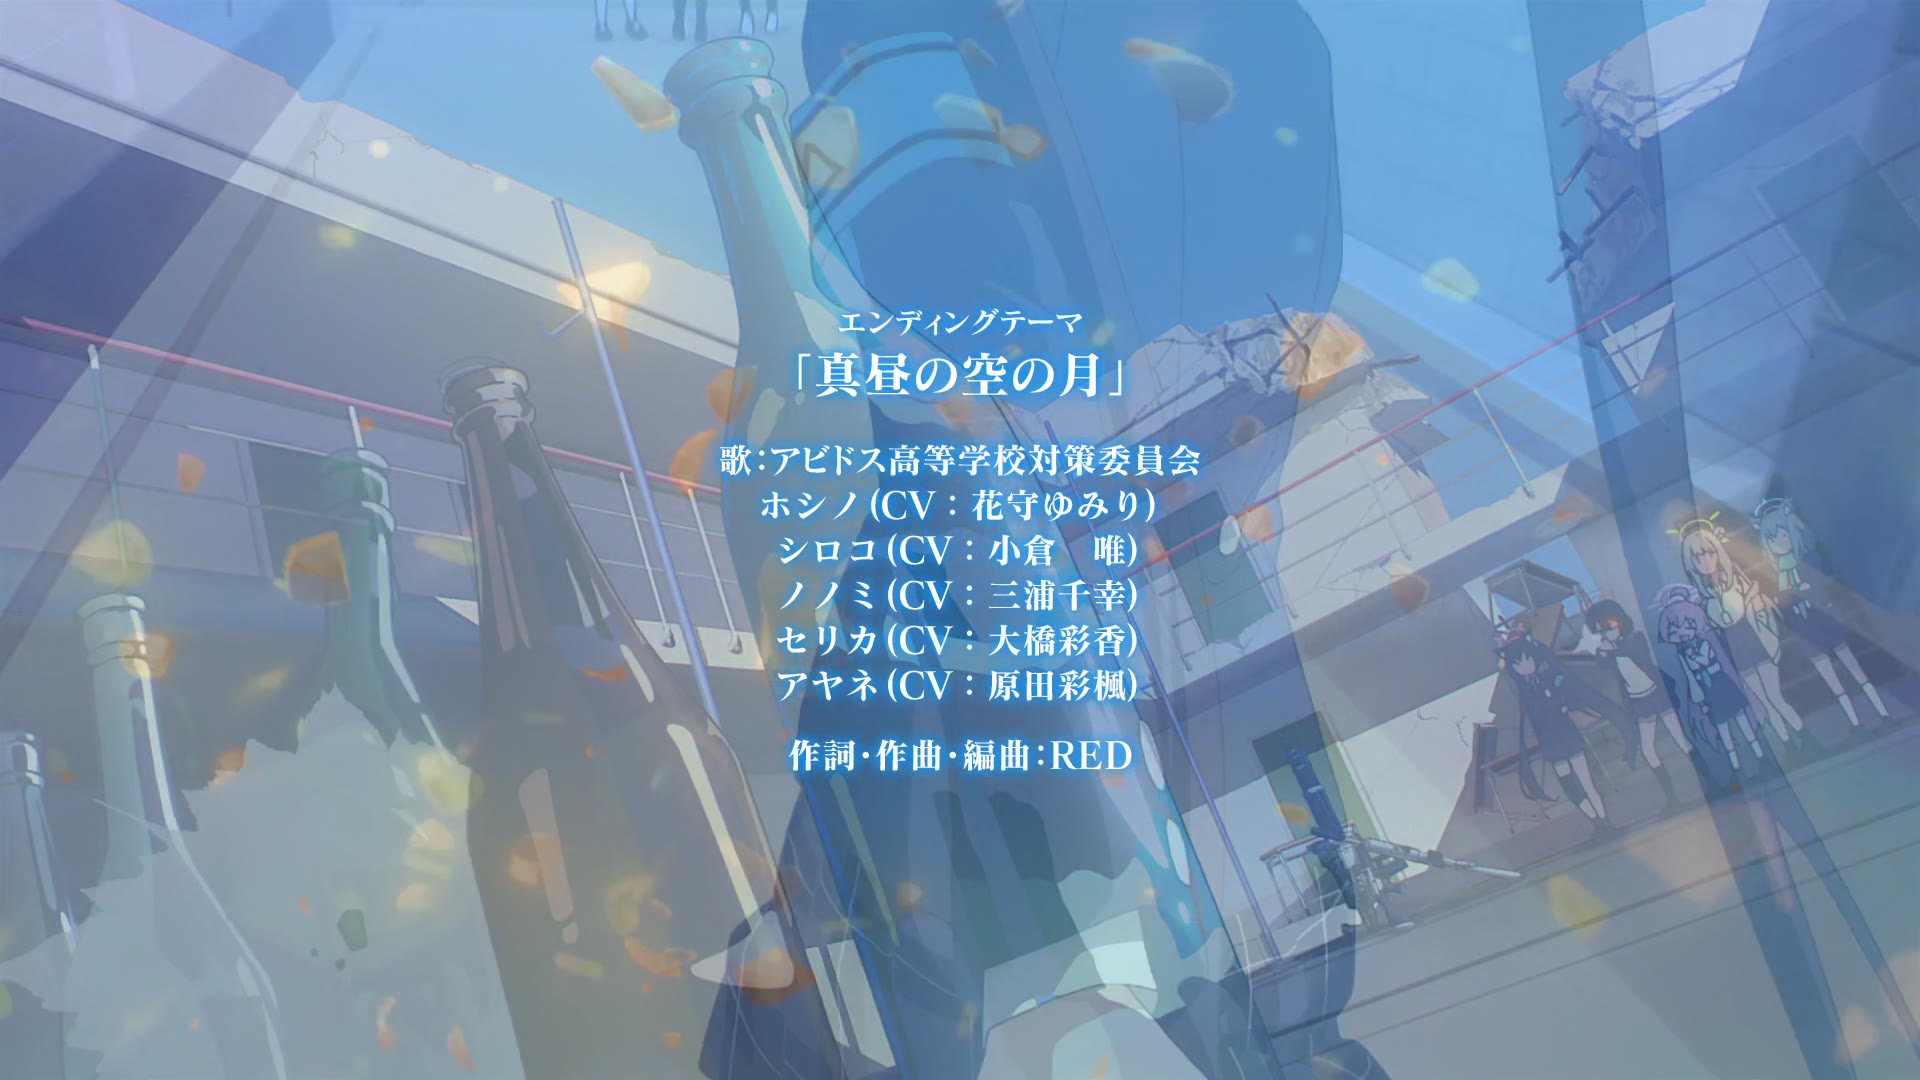 エンディングテーマ
「真昼の空の月」
歌:アビドス高等学校対策委員会
ホシノ(CV：花守ゆみり)
シロコ(CV：小倉　唯)
ノノミ(CV：三浦千幸)
セリカ(CV：大橋彩香)
アヤネ(CV：原田彩楓)
作詞･作曲･編曲:RED